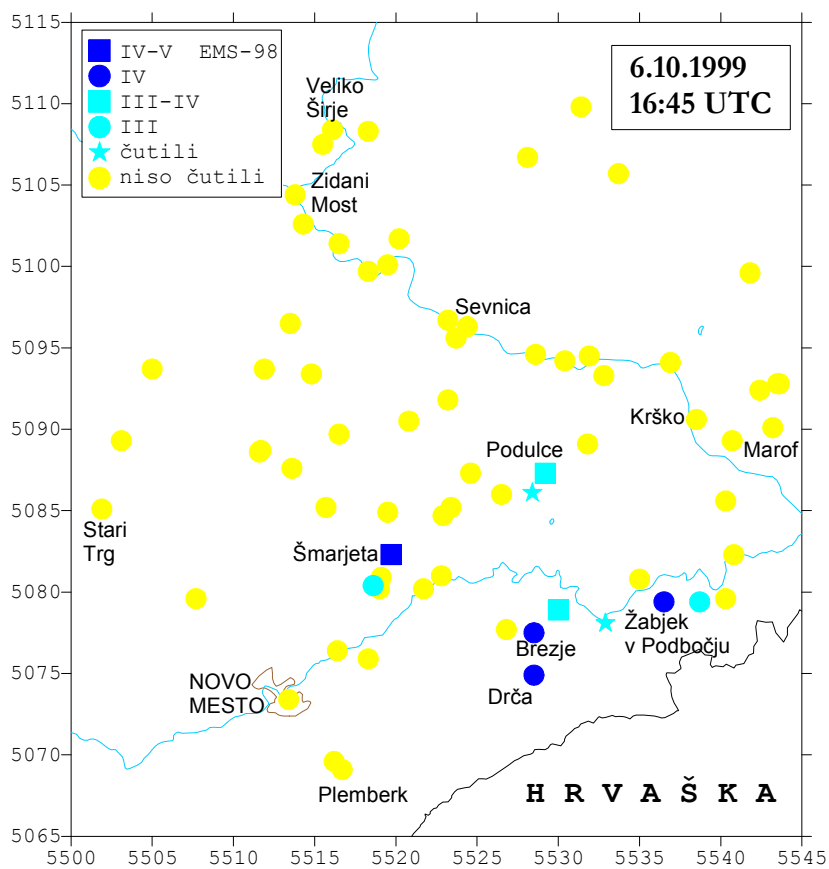 5115
5110
5105
5100
5095
5090
5085
5080
5075
5070
5065
5500
5505
5510
5515
5520
5525
5530
5535
5540
5545
IV-V EMS-98
IV
III-IV
III
čutili
niso čutili
6.10.1999
16:45 UTC
Veliko
Širje
Zidani
Most
Sevnica
Krško
Marof
Podulce
Stari
Trg
Šmarjeta
Žabjek
v Podbočju
Brezje
Drča
NOVO
MESTO
Plemberk
H R V A Š K A